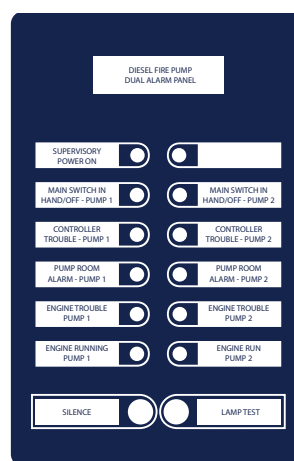 DIESEL FIRE PUMP
DUAL ALARM PANEL
SUPERVISORY
POWER ON
MAIN SWITCH IN
HAND/OFF - PUMP 1
MAIN SWITCH IN
HAND/OFF - PUMP 2
CONTROLLER
TROUBLE - PUMP 1
CONTROLLER
TROUBLE - PUMP 2
PUMP ROOM
ALARM - PUMP 1
PUMP ROOM
ALARM - PUMP 2
ENGINE TROUBLE
PUMP 1
ENGINE TROUBLE
PUMP 2
ENGINE RUNNING
PUMP 1
ENGINE RUN
PUMP 2
SILENCE
LAMP TEST